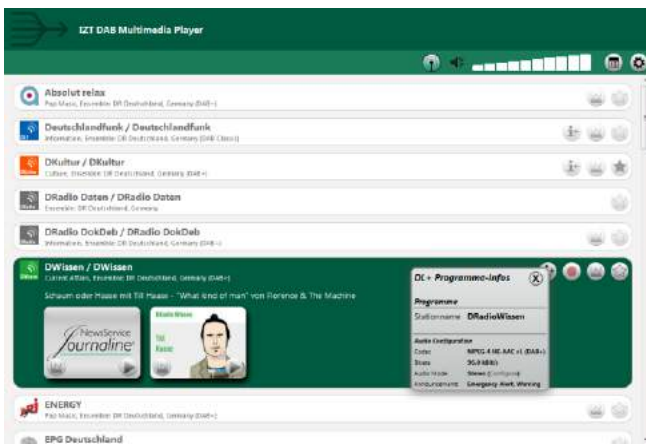 IZT DAB Multimedia Player
Absolut relax
Pop Music, Ensemble: DR Deutschland, Germany (DAB+)
Deutschlandfunk / Deutschlandfunk
Information, Ensemble: DR Deutschland, Germany (DAB Classic)
DKultur / DKultur
Culture, Ensemble: DR Deutschland, Germany (DAB+)
DRadio Daten / DRadio Daten
Ensemble: DR Deutschland, Germany
DRadio DokDeb / DRadio DokDeb
Information, Ensemble: DR Deutschland, Germany (DAB+)
DWissen / DWissen
Current Affairs, Ensemble: DR Deutschland, Germany (DAB+)
Schaum oder Haase mit Till Haase - "What kind of man" von Florence & The Machine
NewsService
Journaline
DRadio Wissen
Till
Haase
DL+ Programme-Infos
X
Programme
Stationname DRadioWissen
Audio Configuration
Codec MPEG-4 HE-AAC v1 (DAB+)
Audio Mode Stereo
Announcement Emergency Alert, Warning
ENERGY
Pop Music, Ensemble: DR Deutschland, Germany (DAB+)
EPG Deutschland